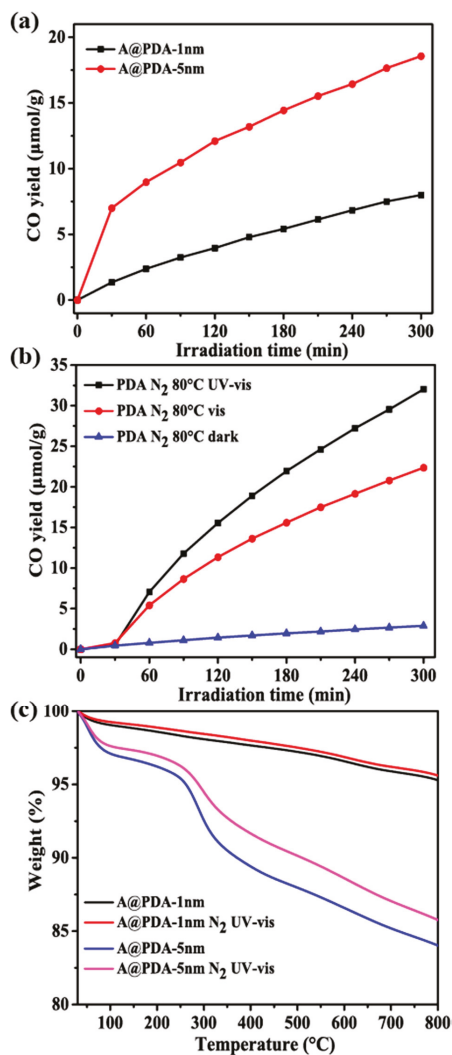 (a)
A@PDA-1nm
A@PDA-5nm
CO yield (μmol/g)
20
15
10
5
0
0 60 120 180 240 300
Irradiation time (min)
(b)
PDA N2 80°C UV-vis
PDA N2 80°C vis
PDA N2 80°C dark
CO yield (μmol/g)
35
30
25
20
15
10
5
0
0 60 120 180 240 300
Irradiation time (min)
(c)
Weight (%)
100
95
90
85
80
A@PDA-1nm
A@PDA-1nm N2 UV-vis
A@PDA-5nm
A@PDA-5nm N2 UV-vis
100 200 300 400 500 600 700 800
Temperature (°C)